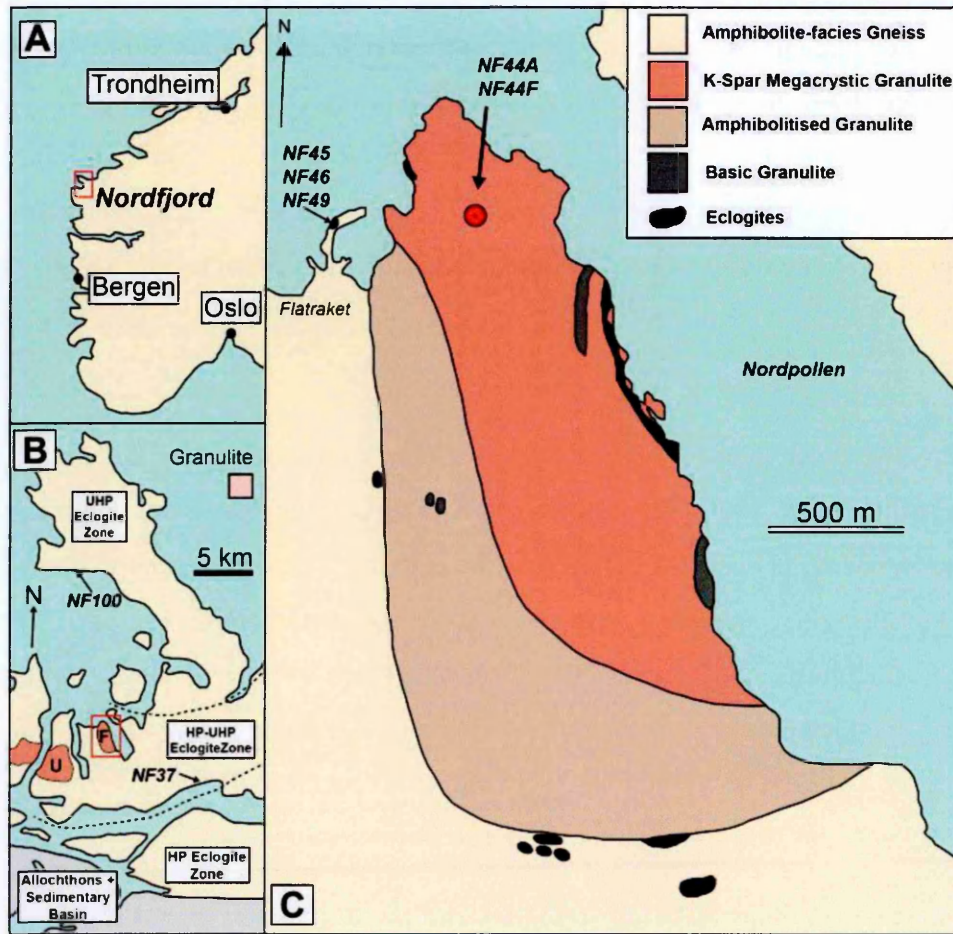 A
Trondheim
Nordfjord
Bergen
Oslo
B
Granulite
UHP
Eclogite
Zone
5 km
NF100
N
HP-UHP
EclogiteZone
F
U
NF37
HP Eclogite
Zone
Allochthons +
Sedimentary
Basin
N
NF44A
NF44F
NF45
NF46
NF49
Flatraket
Nordpollen
500 m
C
Amphibolite-facies Gneiss
K-Spar Megacrystic Granulite
Amphibolitised Granulite
Basic Granulite
Eclogites